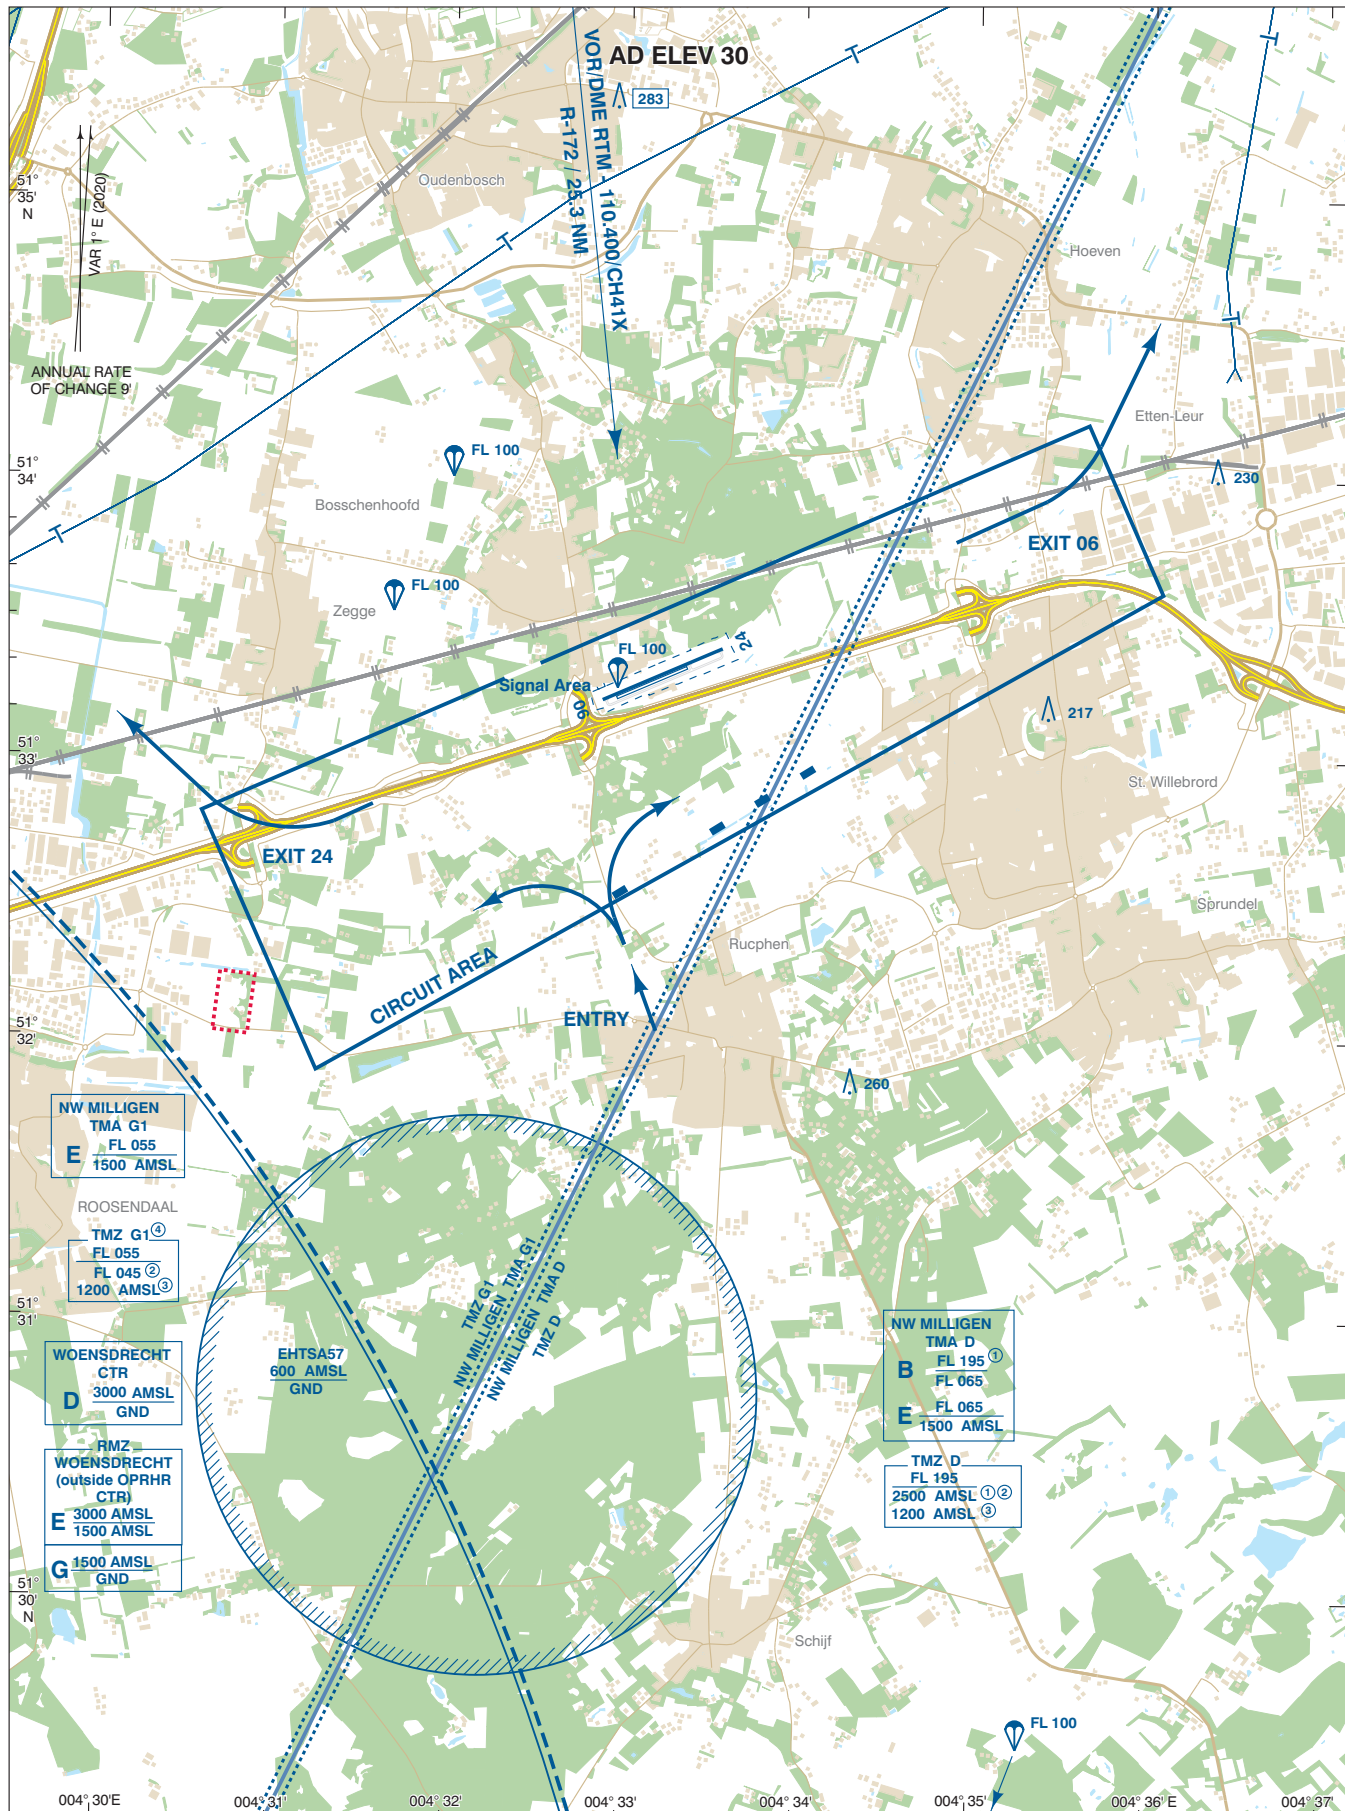 AD ELEV 30
283
VOR/DME RTM - 110.400/CH41X
R-172 / 25.3 NM
51°
35'
N
VAR 1° E (2020)
ANNUAL RATE
OF CHANGE 9'
Oudenbosch
Hoeven
Etten-Leur
51°
34'
FL 100
230
Bosschenhoofd
EXIT 06
FL 100
Zegge
24
FL 100
Signal Area
06
217
51°
33'
St. Willebrord
EXIT 24
Sprundel
Rucphen
CIRCUIT AREA
ENTRY
51°
32'
260
NW MILLIGEN
TMA G1
E FL 055
1500 AMSL
ROOSENDAAL
TMZ G1 ④
FL 055
FL 045 ②
1200 AMSL ③
51°
31'
TMZ G1
NW MILLIGEN TMA G1
NW MILLIGEN TMA D
TMZ D
EHTSA57
600 AMSL
GND
NW MILLIGEN
TMA D
B FL 195 ①
FL 065
E FL 065
1500 AMSL
WOENSDRECHT
CTR
D 3000 AMSL
GND
RMZ
WOENSDRECHT
(outside OPRHR
CTR)
E 3000 AMSL
1500 AMSL
G 1500 AMSL
GND
TMZ D
FL 195
2500 AMSL ① ②
1200 AMSL ③
51°
30'
N
Schijf
FL 100
004° 30'E
004° 31'
004° 32'
004° 33'
004° 34'
004° 35'
004° 36' E
004° 37'